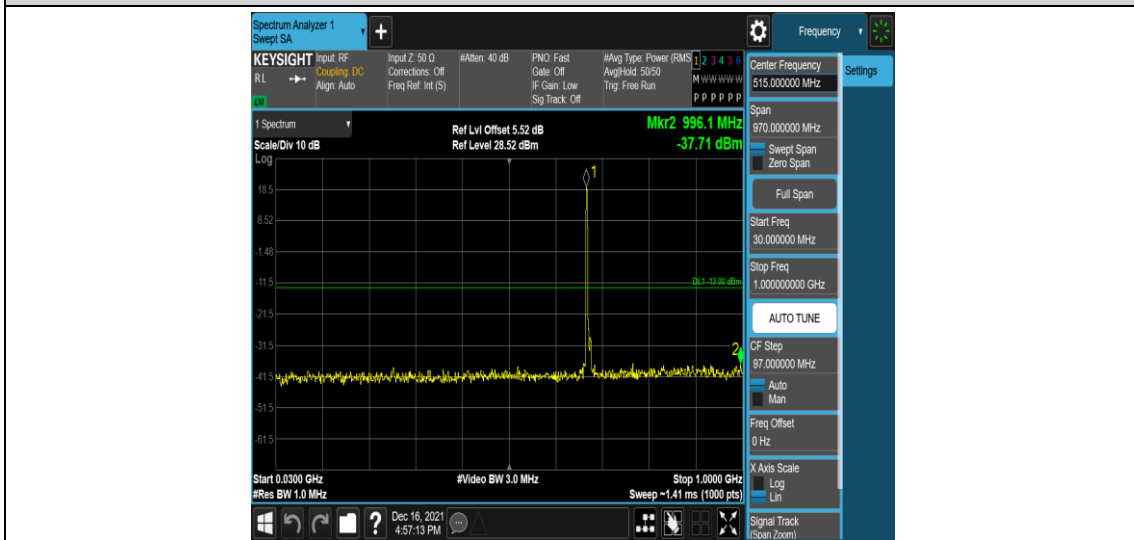 Spectrum Analyzer 1
Swept SA
+
Frequency
KEYSIGHT
RL
Input: RF
Coupling: DC
Align: Auto
Input Z: 50 Ω
Corrections: Off
Freq Ref: Int (S)
#Atten: 40 dB
PNO: Fast
Gate: Off
IF Gain: Low
Sig Track: Off
#Avg Type: Power (RMS
Avg|Hold: 50/50
Trig: Free Run
1 2 3 4 5 6
M W W W W W
P P P P P P
1 Spectrum
Scale/Div 10 dB
Log
Ref Lvl Offset 5.52 dB
Ref Level 28.52 dBm
Mkr2 996.1 MHz
-37.71 dBm
1
18.5
8.52
-1.48
-11.5
DL1 -13.00 dBm
-21.5
-31.5
2
-41.5
-51.5
-61.5
Start 0.0300 GHz
#Res BW 1.0 MHz
#Video BW 3.0 MHz
Stop 1.0000 GHz
Sweep ~1.41 ms (1000 pts)
?
Dec 16, 2021
4:57:13 PM
Center Frequency
515.000000 MHz
Settings
Span
970.000000 MHz
Swept Span
Zero Span
Full Span
Start Freq
30.000000 MHz
Stop Freq
1.000000000 GHz
AUTO TUNE
CF Step
97.000000 MHz
Auto
Man
Freq Offset
0 Hz
X Axis Scale
Log
Lin
Signal Track
(Span Zoom)